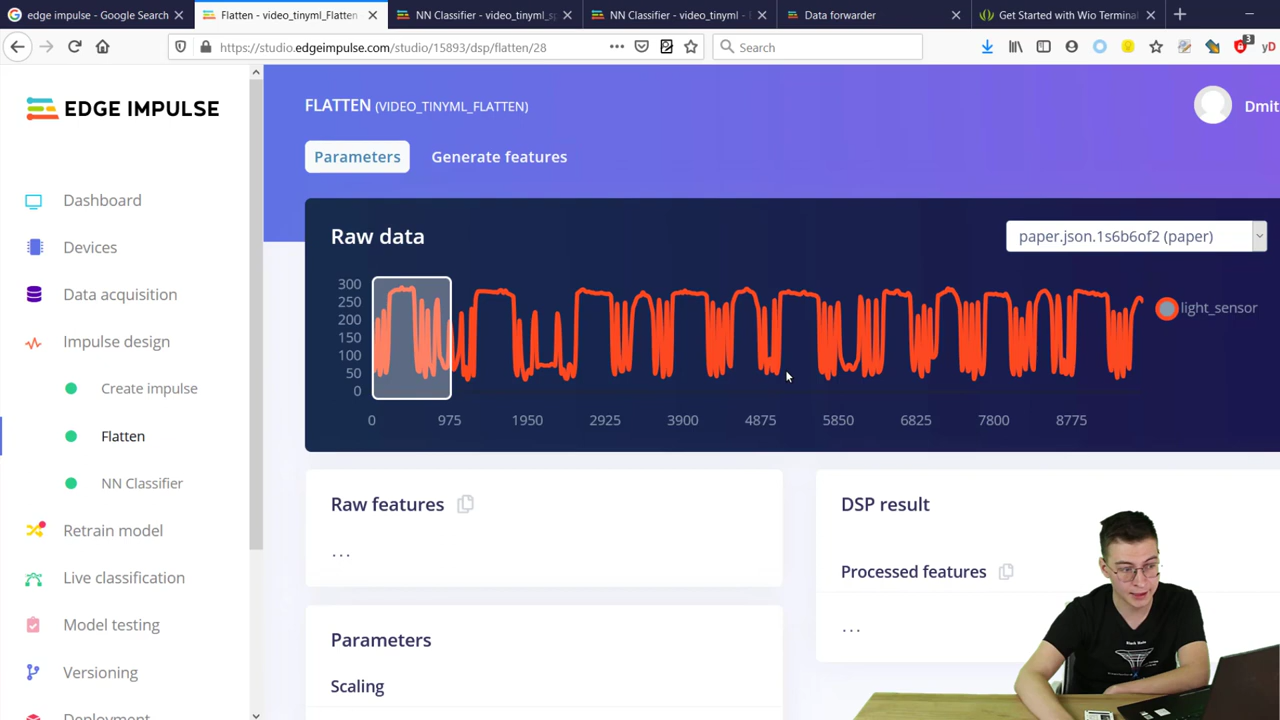 edge impulse - Google Search
Flatten - video_tinyml_Flatten
NN Classifier - video_tinyml_sp
NN Classifier - video_tinyml - E
Data forwarder
Get Started with Wio Terminal
https://studio.edgeimpulse.com/studio/15893/dsp/flatten/28
Search
3
yD
EDGE IMPULSE
Dashboard
Devices
Data acquisition
Impulse design
Create impulse
Flatten
NN Classifier
Retrain model
Live classification
Model testing
Versioning
Deployment
FLATTEN (VIDEO_TINYML_FLATTEN)
Dmit
Parameters
Generate features
Raw data
paper.json.1s6b6of2 (paper)
300
250
200
150
100
50
0
light_sensor
0 975 1950 2925 3900 4875 5850 6825 7800 8775
Raw features
...
DSP result
Processed features
...
Parameters
Scaling